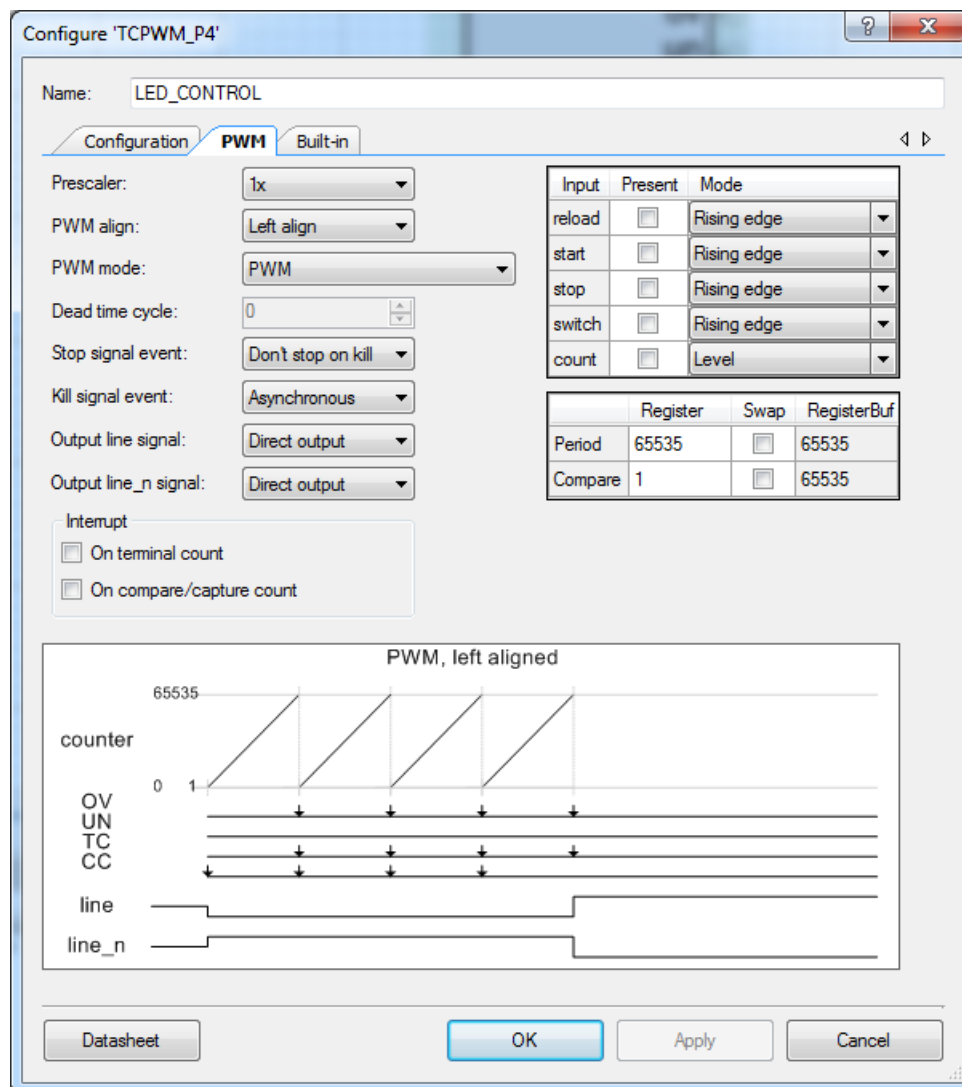 Configure 'TCPWM_P4'
Name: LED_CONTROL
Configuration PWM Built-in
Prescaler: 1x
PWM align: Left align
PWM mode: PWM
Dead time cycle: 0
Stop signal event: Don't stop on kill
Kill signal event: Asynchronous
Output line signal: Direct output
Output line_n signal: Direct output
Interrupt
On terminal count
On compare/capture count
Input Present Mode
reload Rising edge
start Rising edge
stop Rising edge
switch Rising edge
count Level
Register Swap RegisterBuf
Period 65535 65535
Compare 1 65535
PWM, left aligned
65535
counter
0 1
OV
UN
TC
CC
line
line_n
Datasheet OK Apply Cancel